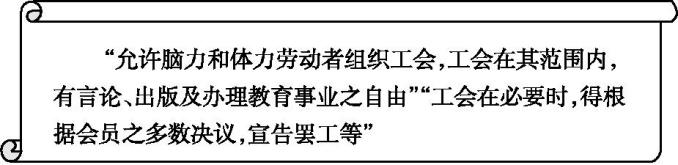 “允许脑力和体力劳动者组织工会,工会在其范围内,
有言论、出版及办理教育事业之自由”“工会在必要时,得根
据会员之多数决议,宣告罢工等”